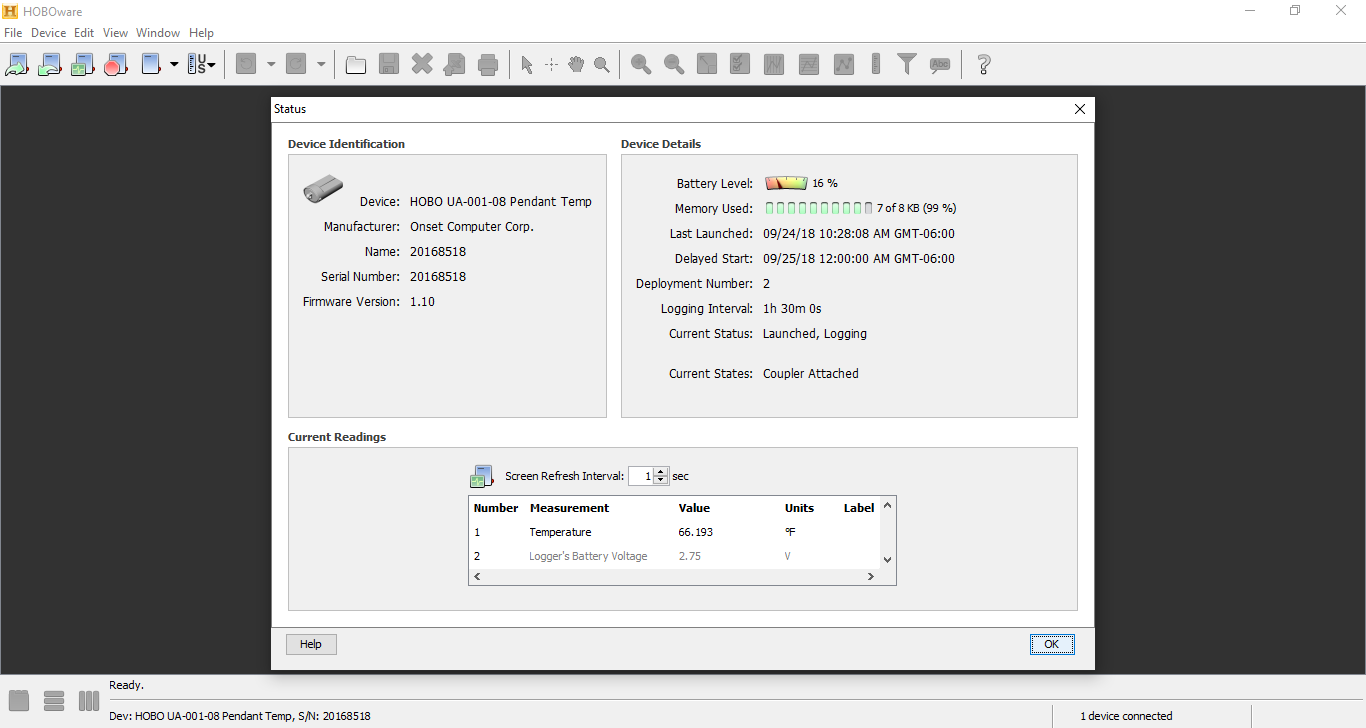 HOBOware
File Device Edit View Window Help
US
Abc
?
Status
Device Identification
Device: HOBO UA-001-08 Pendant Temp
Manufacturer: Onset Computer Corp.
Name: 20168518
Serial Number: 20168518
Firmware Version: 1.10
Device Details
Battery Level: 16 %
Memory Used: 7 of 8 KB (99 %)
Last Launched: 09/24/18 10:28:08 AM GMT-06:00
Delayed Start: 09/25/18 12:00:00 AM GMT-06:00
Deployment Number: 2
Logging Interval: 1h 30m 0s
Current Status: Launched, Logging
Current States: Coupler Attached
Current Readings
Screen Refresh Interval: 1 sec
Number Measurement Value Units Label
1 Temperature 66.193 °F
2 Logger's Battery Voltage 2.75 V
Help OK
Ready.
Dev: HOBO UA-001-08 Pendant Temp, S/N: 20168518 1 device connected